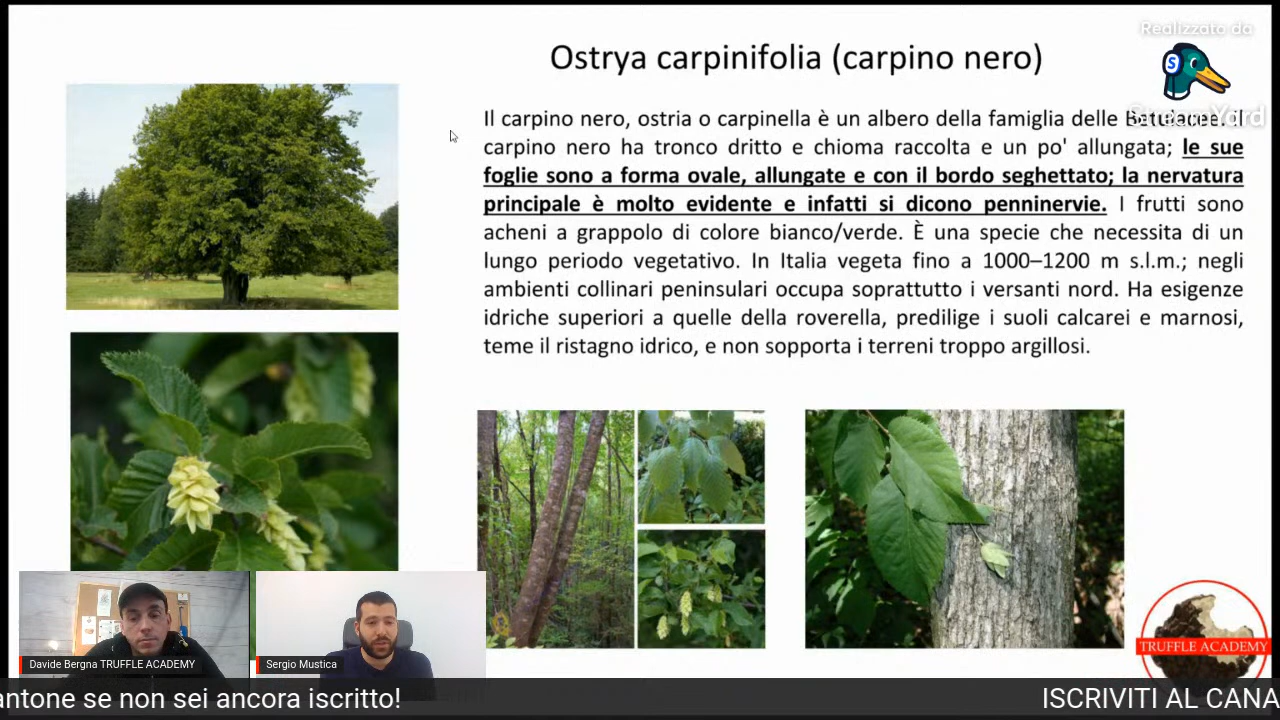 Realizzato da
StreamYard
Ostrya carpinifolia (carpino nero)
Il carpino nero, ostria o carpinella è un albero della famiglia delle Betulacee. Il
carpino nero ha tronco dritto e chioma raccolta e un po' allungata; le sue
foglie sono a forma ovale, allungate e con il bordo seghettato; la nervatura
principale è molto evidente e infatti si dicono penninervie. I frutti sono
acheni a grappolo di colore bianco/verde. È una specie che necessita di un
lungo periodo vegetativo. In Italia vegeta fino a 1000–1200 m s.l.m.; negli
ambienti collinari peninsulari occupa soprattutto i versanti nord. Ha esigenze
idriche superiori a quelle della roverella, predilige i suoli calcarei e marnosi,
teme il ristagno idrico, e non sopporta i terreni troppo argillosi.
TRUFFLE ACADEMY
Davide Bergna TRUFFLE ACADEMY
Sergio Mustica
antone se non sei ancora iscritto!
ISCRIVITI AL CANA